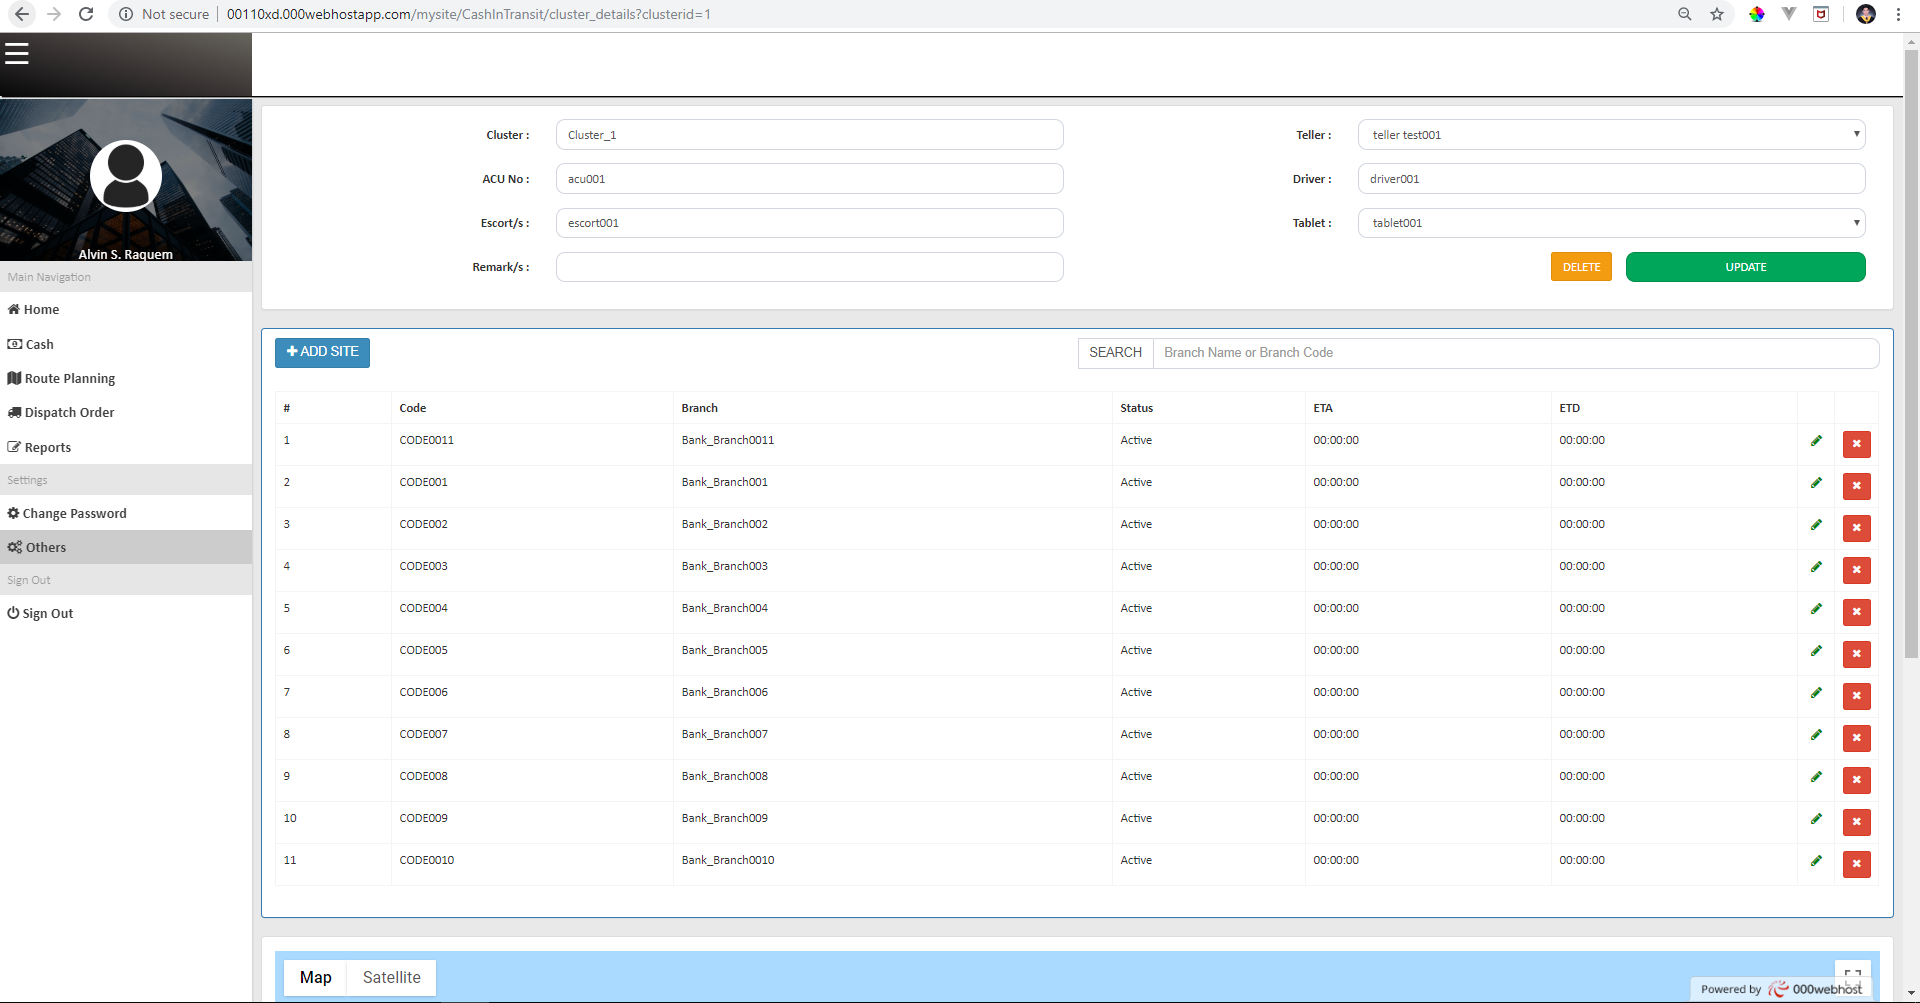 Not secure | 00110xd.000webhostapp.com/mysite/CashInTransit/cluster_details?clusterid=1
Alvin S. Raquem
Main Navigation
Home
Cash
Route Planning
Dispatch Order
Reports
Settings
Change Password
Others
Sign Out
Sign Out
Cluster : Cluster_1 Teller : teller test001
ACU No : acu001 Driver : driver001
Escort/s : escort001 Tablet : tablet001
Remark/s : DELETE UPDATE
ADD SITE SEARCH Branch Name or Branch Code
# Code Branch Status ETA ETD
1 CODE0011 Bank_Branch0011 Active 00:00:00 00:00:00
2 CODE001 Bank_Branch001 Active 00:00:00 00:00:00
3 CODE002 Bank_Branch002 Active 00:00:00 00:00:00
4 CODE003 Bank_Branch003 Active 00:00:00 00:00:00
5 CODE004 Bank_Branch004 Active 00:00:00 00:00:00
6 CODE005 Bank_Branch005 Active 00:00:00 00:00:00
7 CODE006 Bank_Branch006 Active 00:00:00 00:00:00
8 CODE007 Bank_Branch007 Active 00:00:00 00:00:00
9 CODE008 Bank_Branch008 Active 00:00:00 00:00:00
10 CODE009 Bank_Branch009 Active 00:00:00 00:00:00
11 CODE0010 Bank_Branch0010 Active 00:00:00 00:00:00
Map Satellite
Powered by 000webhost